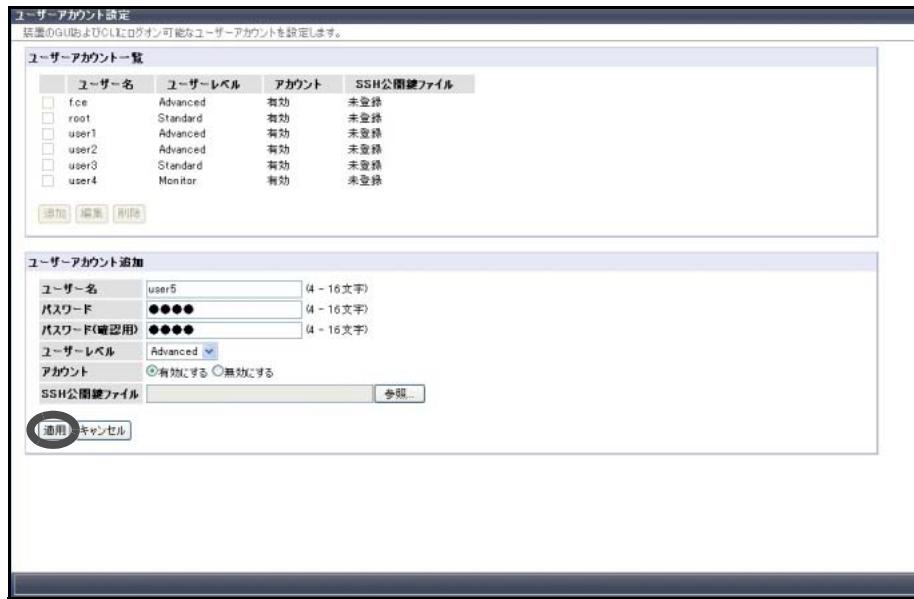 ユーザーアカウント設定
装置のGUIおよびCLIにログオン可能なユーザーアカウントを設定します。
ユーザーアカウント一覧
ユーザー名 ユーザーレベル アカウント SSH公開鍵ファイル
f.ce Advanced 有効 未登録
root Standard 有効 未登録
user1 Advanced 有効 未登録
user2 Advanced 有効 未登録
user3 Standard 有効 未登録
user4 Monitor 有効 未登録
追加 編集 削除
ユーザーアカウント追加
ユーザー名 user5 (4 - 16文字)
パスワード ●●●● (4 - 16文字)
パスワード(確認用) ●●●● (4 - 16文字)
ユーザーレベル Advanced
アカウント 有効にする 無効にする
SSH公開鍵ファイル 参照...
適用 キャンセル